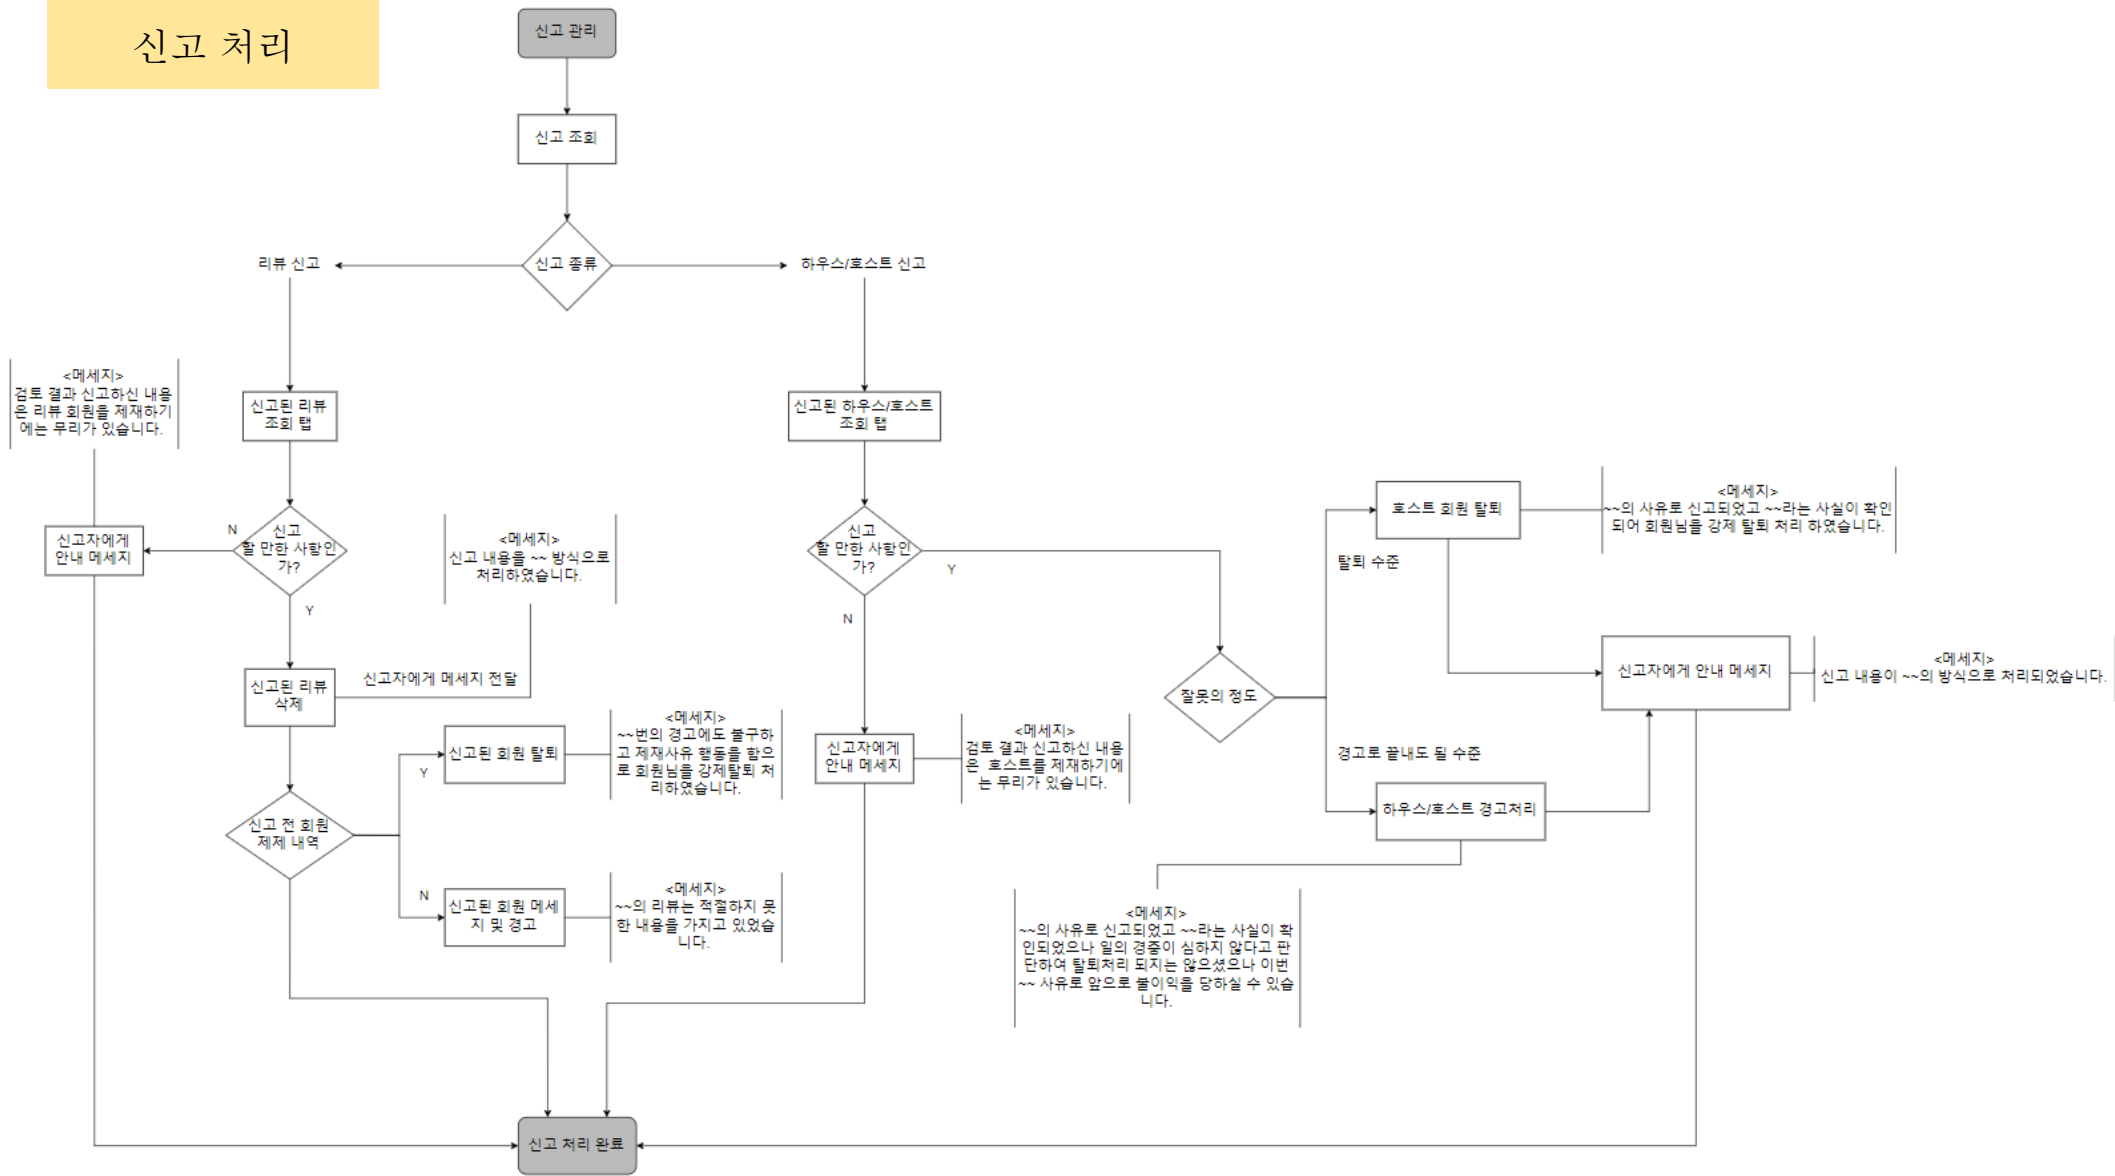 신고 처리
신고 관리
신고 조회
신고 종류
리뷰 신고
하우스/호스트 신고
<메세지>
검토 결과 신고하신 내용
은 리뷰 회원을 제재하기
에는 무리가 있습니다.
신고된 리뷰
조회 탭
신고된 하우스/호스트
조회 탭
신고자에게
안내 메세지
N
신고
할 만한 사항인
가?
Y
<메세지>
신고 내용을 ~~ 방식으로
처리하였습니다.
신고
할 만한 사항인
가?
Y
N
호스트 회원 탈퇴
<메세지>
~~의 사유로 신고되었고 ~~라는 사실이 확인
되어 회원님을 강제 탈퇴 처리 하였습니다.
탈퇴 수준
신고된 리뷰
삭제
신고자에게 메세지 전달
잘못의 정도
신고자에게 안내 메세지
<메세지>
신고 내용이 ~~의 방식으로 처리되었습니다.
신고된 회원 탈퇴
Y
<메세지>
~~번의 경고에도 불구하
고 제재사유 행동을 함으
로 회원님을 강제탈퇴 처
리하였습니다.
신고자에게
안내 메세지
<메세지>
검토 결과 신고하신 내용
은 호스트를 제재하기에
는 무리가 있습니다.
경고로 끝내도 될 수준
하우스/호스트 경고처리
신고 전 회원
제제 내역
N
신고된 회원 메세
지 및 경고
<메세지>
~~의 리뷰는 적절하지 못
한 내용을 가지고 있었습
니다.
<메세지>
~~의 사유로 신고되었고 ~~라는 사실이 확
인되었으나 일의 경중이 심하지 않다고 판
단하여 탈퇴처리 되지는 않으셨으나 이번
~~ 사유로 앞으로 불이익을 당하실 수 있습
니다.
신고 처리 완료